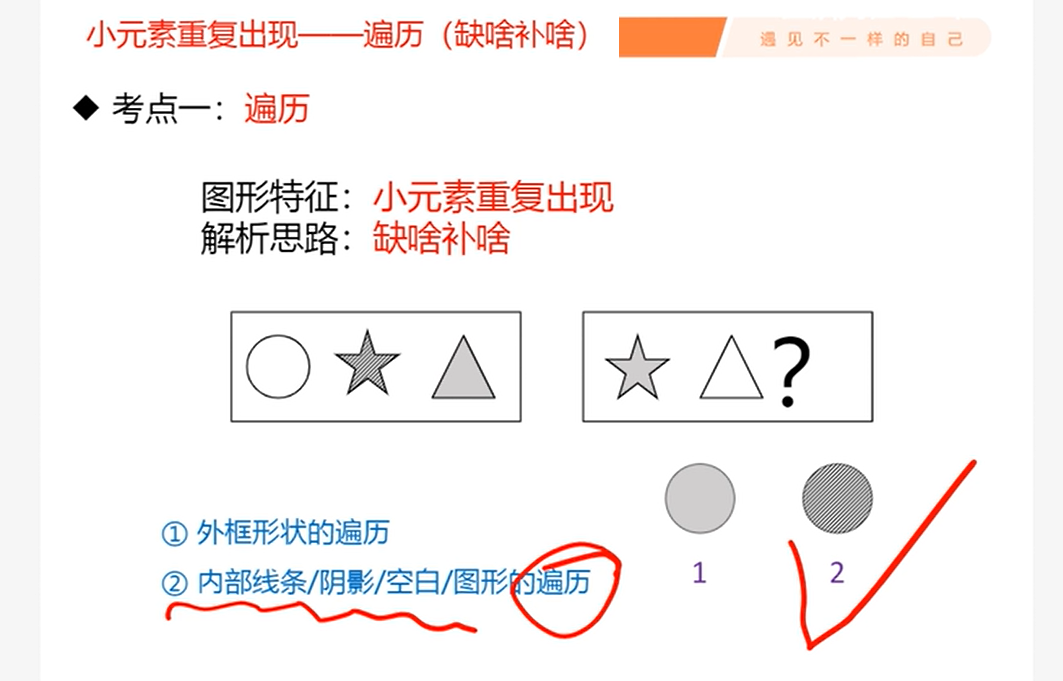 小元素重复出现——遍历（缺啥补啥）
遇见不一样的自己
◆ 考点一：遍历
图形特征：小元素重复出现
解析思路：缺啥补啥
?
1 2
① 外框形状的遍历
② 内部线条/阴影/空白/图形的遍历